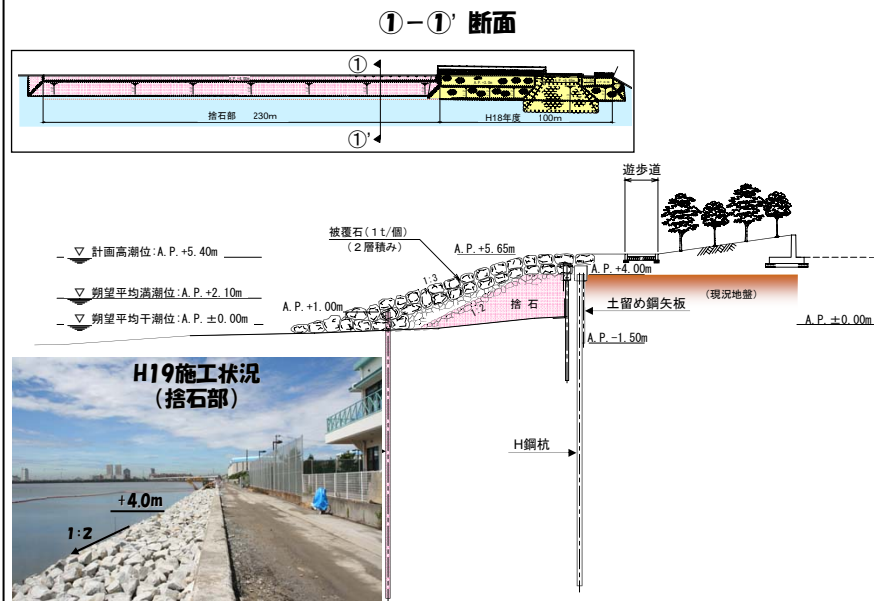 ①－①’ 断面
①
捨石部 230m
H18年度 100m
①’
遊歩道
被覆石(1t/個)
(２層積み)
A.P.+5.65m
▽ 計画高潮位:A.P.+5.40m
1:3
A.P.+4.00m
▽ 朔望平均満潮位:A.P.+2.10m
(現況地盤)
A.P.+1.00m
捨石
土留め鋼矢板
1:2
▽ 朔望平均干潮位:A.P.±0.00m
A.P.±0.00m
A.P.-1.50m
H19施工状況
(捨石部)
H鋼杭
+4.0m
1:2